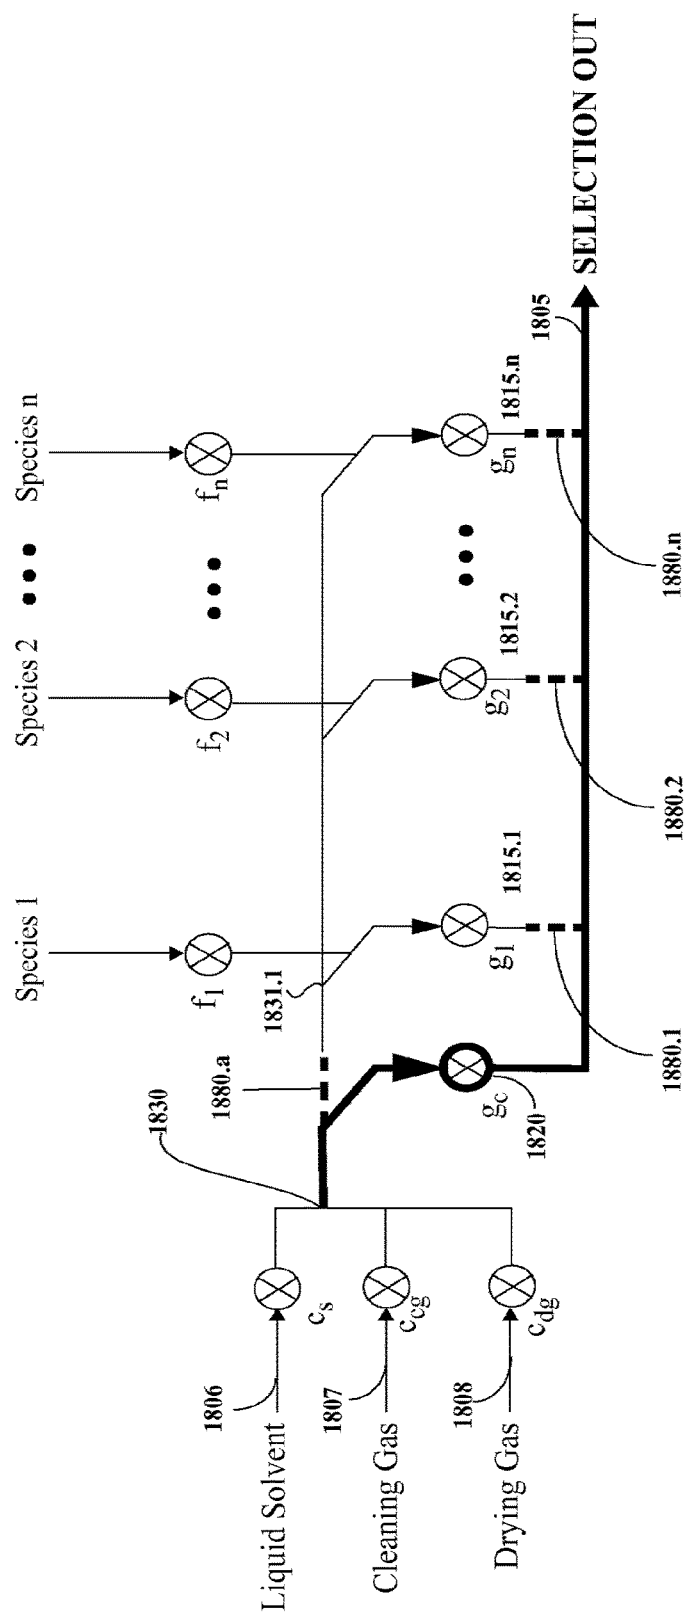 Species 1
Species 2
•••
Species n
f1
f2
•••
fn
1830
1880.a
1831.1
Liquid Solvent
1806
cs
Cleaning Gas
1807
ccg
Drying Gas
1808
cdg
gc
1820
g1
1815.1
g2
1815.2
•••
gn
1815.n
1880.1
1880.2
1880.n
1805
SELECTION OUT